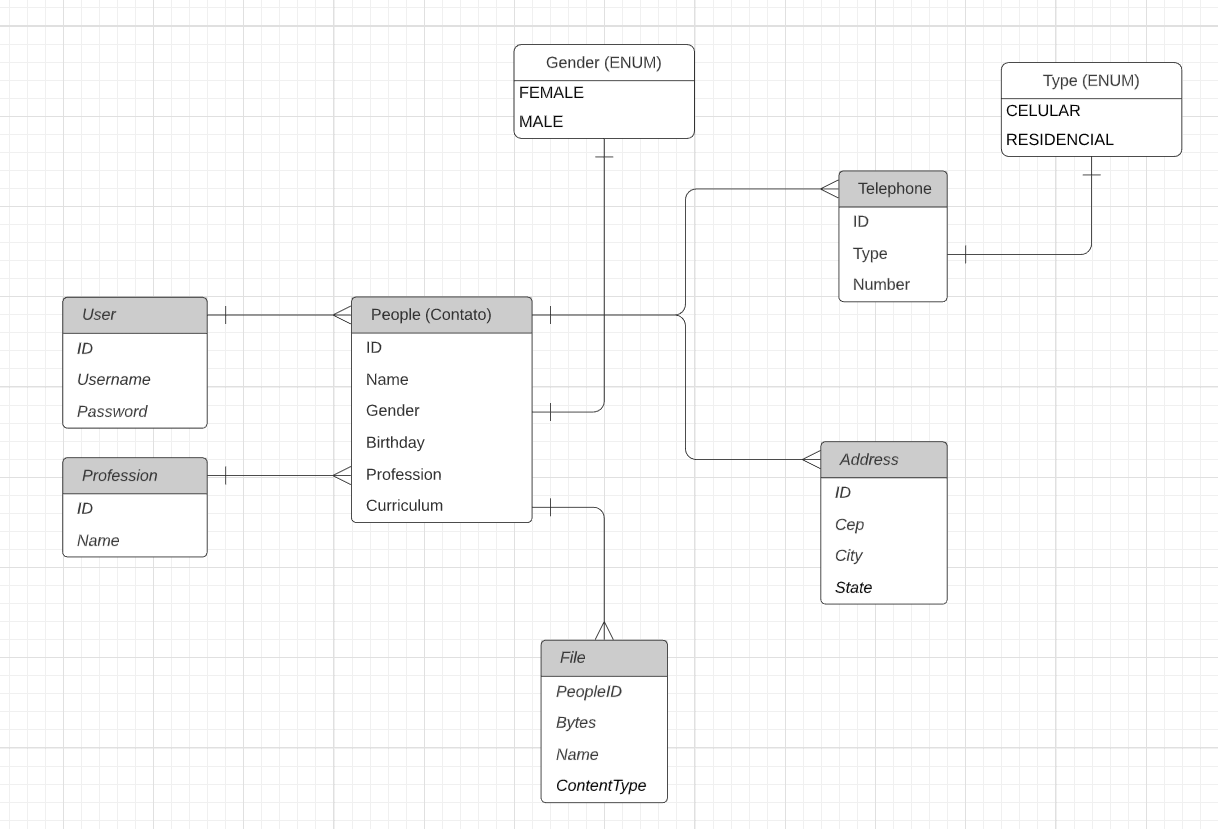 Gender (ENUM)
FEMALE
MALE
Type (ENUM)
CELULAR
RESIDENCIAL
Telephone
ID
Type
Number
User
ID
Username
Password
People (Contato)
ID
Name
Gender
Birthday
Profession
Curriculum
Profession
ID
Name
Address
ID
Cep
City
State
File
PeopleID
Bytes
Name
ContentType